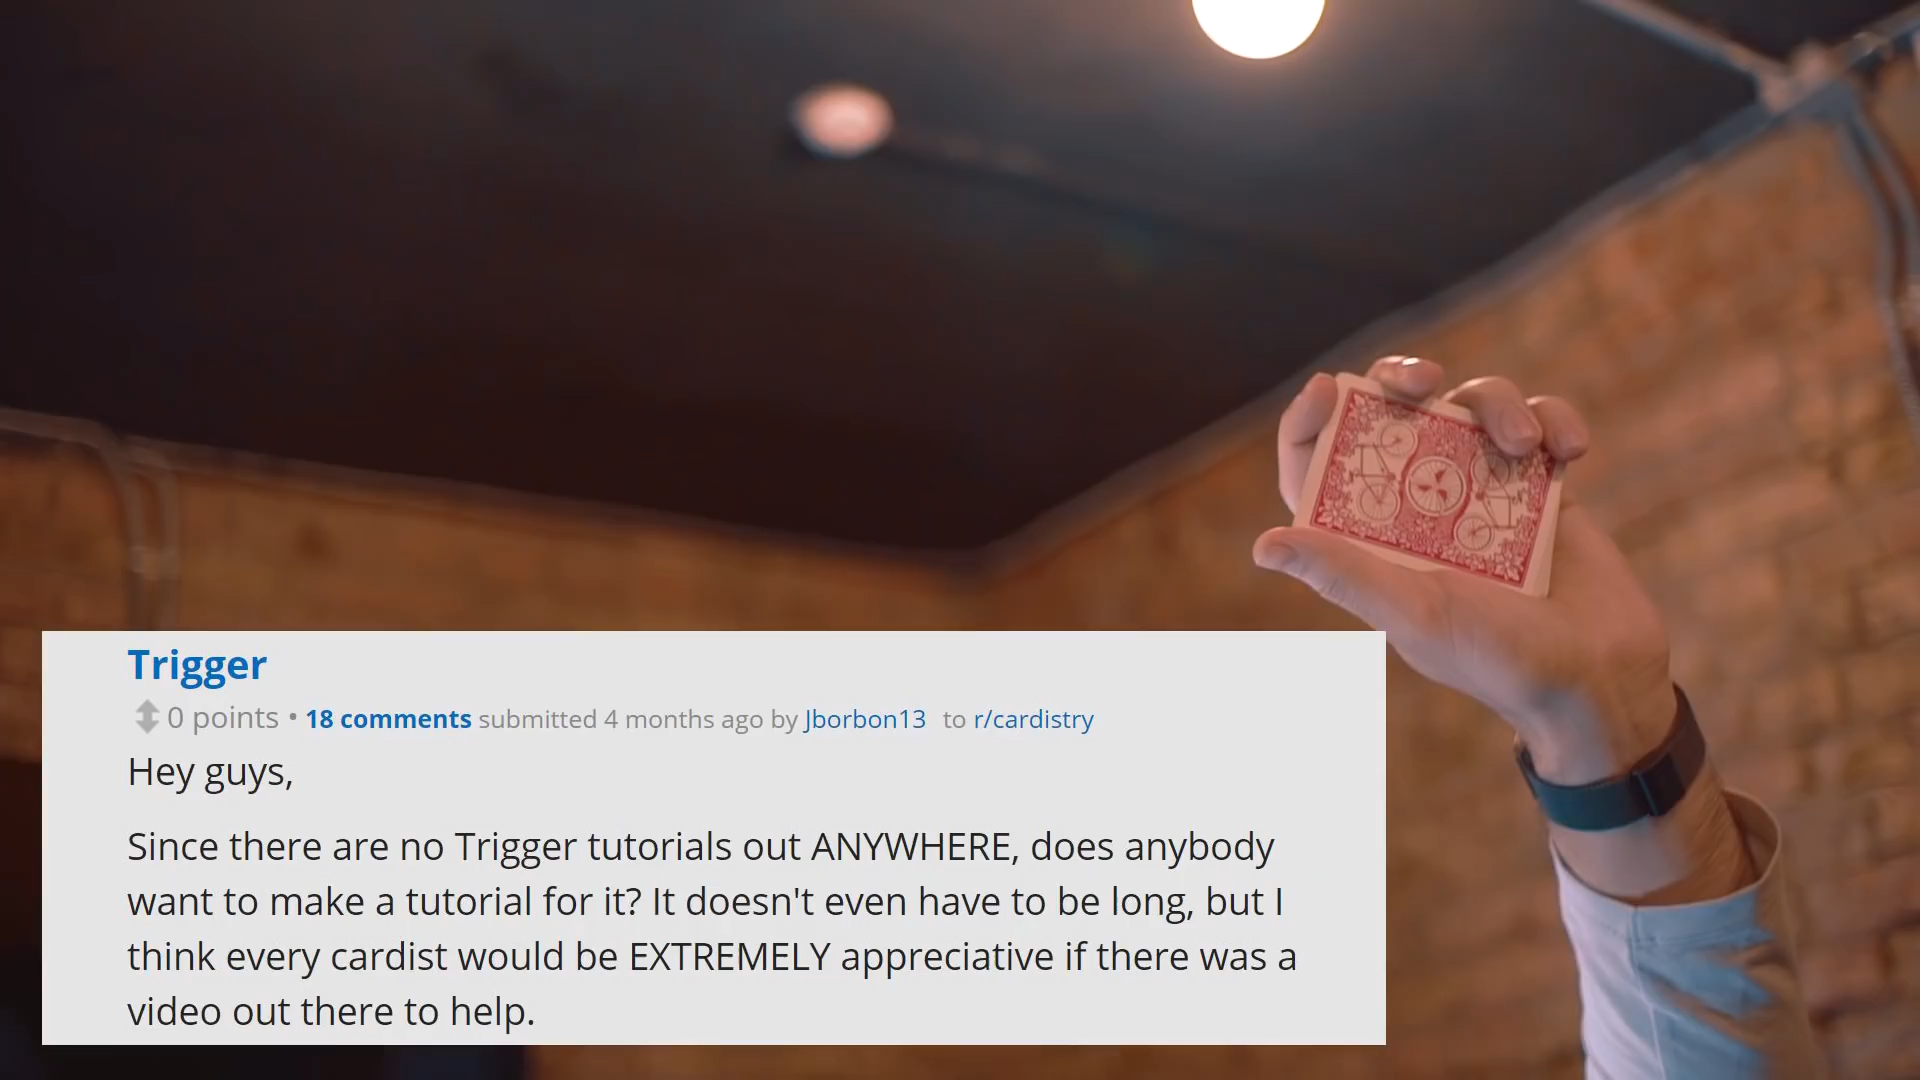 Trigger
0 points • 18 comments submitted 4 months ago by Jborbon13 to r/cardistry
Hey guys,
Since there are no Trigger tutorials out ANYWHERE, does anybody
want to make a tutorial for it? It doesn't even have to be long, but I
think every cardist would be EXTREMELY appreciative if there was a
video out there to help.